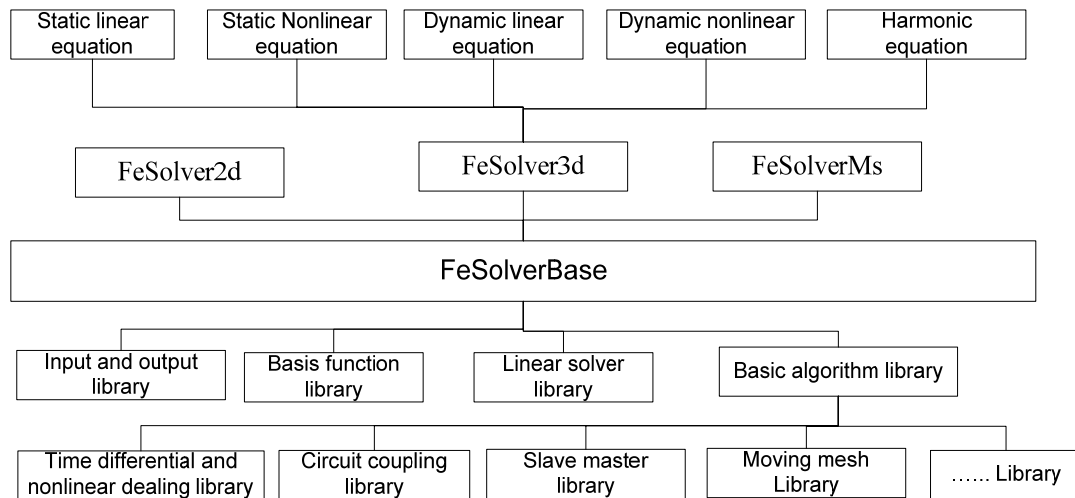 Static linear
equation
Static Nonlinear
equation
Dynamic linear
equation
Dynamic nonlinear
equation
Harmonic
equation
FeSolver2d
FeSolver3d
FeSolverMs
FeSolverBase
Input and output
library
Basis function
library
Linear solver
library
Basic algorithm library
Time differential and
nonlinear dealing library
Circuit coupling
library
Slave master
library
Moving mesh
Library
…... Library